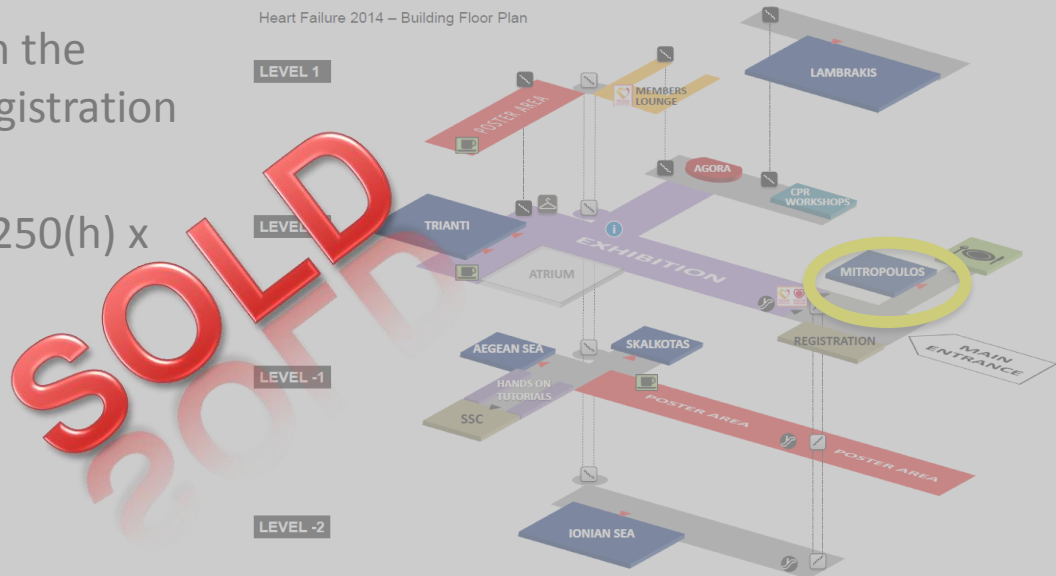 Heart Failure 2014 – Building Floor Plan
gistration
250(h) x
SOLD
LEVEL 1
LAMBRAKIS
MEMBERS
LOUNGE
POSTER AREA
AGORA
CPR
WORKSHOPS
TRIANTI
EXHIBITION
ATRIUM
MITROPOULOS
REGISTRATION
MAIN
ENTRANCE
AEGEAN SEA
SKALKOTAS
LEVEL -1
HANDS ON
TUTORIALS
SSC
POSTER AREA
POSTER AREA
LEVEL -2
IONIAN SEA